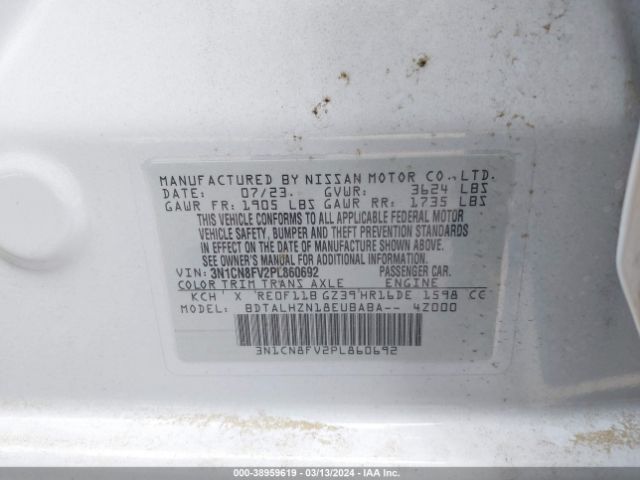 MANUFACTURED BY NISSAN MOTOR CO., LTD.
DATE: 07/23. GVWR: 3624 LBS
GAWR FR: 1905 LBS GAWR RR: 1735 LBS
THIS VEHICLE CONFORMS TO ALL APPLICABLE FEDERAL MOTOR
VEHICLE SAFETY, BUMPER AND THEFT PREVENTION STANDARDS
IN EFFECT ON THE DATE OF MANUFACTURE SHOWN ABOVE.
SEE OWNER'S MANUAL FOR ADDITIONAL INFORMATION.
VIN: 3N1CN8FV2PL860692 PASSENGER CAR.
COLOR TRIM TRANS AXLE ENGINE
KCH X RE0F11B GZ39 HR16DE 1598 CC
BDTALHZN18EUBABA-- 4Z000
3N1CN8FV2PL860692
000-38959619 - 03/13/2024 - IAA Inc.